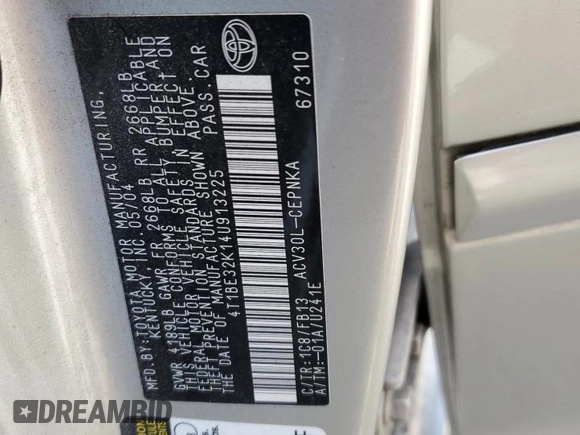 MFD.BY:TOYOTA MOTOR MANUFACTURING,
KENTUCKY, INC. 05/04
GVWR 4189LB GAWR FR 2668LB RR 2668LB
THIS VEHICLE CONFORMS TO ALL APPLICABLE
FEDERAL MOTOR VEHICLE SAFETY BUMPER, AND
THEFT PREVENTION STANDARDS IN EFFECT ON
THE DATE OF MANUFACTURE SHOWN ABOVE.
4T1BE32K14U913225 PASS.CAR
ACV30L-CEPNKA
C/TR:1C8/FB13
A/TM:-01A/U241E
67310
TOYOTA
DREAMBID